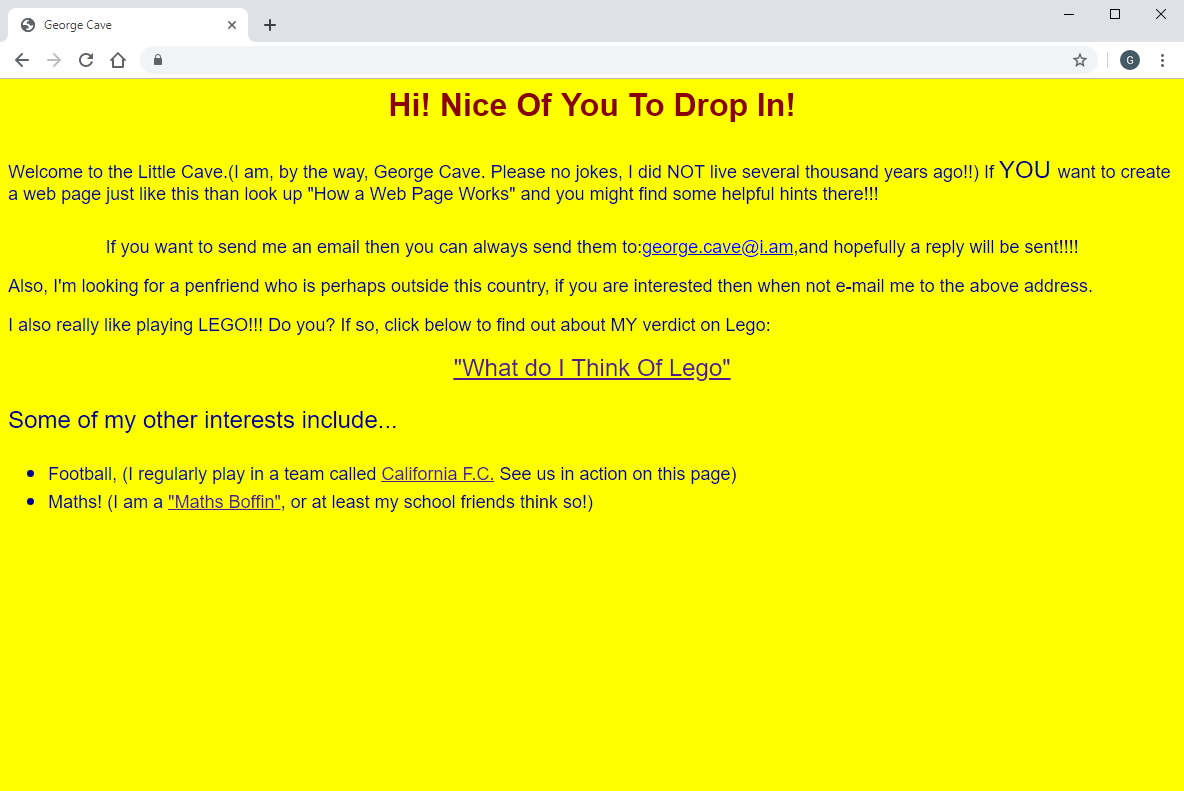 George Cave
G
Hi! Nice Of You To Drop In!
Welcome to the Little Cave.(I am, by the way, George Cave. Please no jokes, I did NOT live several thousand years ago!!) If YOU want to create
a web page just like this than look up "How a Web Page Works" and you might find some helpful hints there!!!
If you want to send me an email then you can always send them to:george.cave@i.am,and hopefully a reply will be sent!!!!
Also, I'm looking for a penfriend who is perhaps outside this country, if you are interested then when not e-mail me to the above address.
I also really like playing LEGO!!! Do you? If so, click below to find out about MY verdict on Lego:
"What do I Think Of Lego"
Some of my other interests include...
Football, (I regularly play in a team called California F.C. See us in action on this page)
Maths! (I am a "Maths Boffin", or at least my school friends think so!)